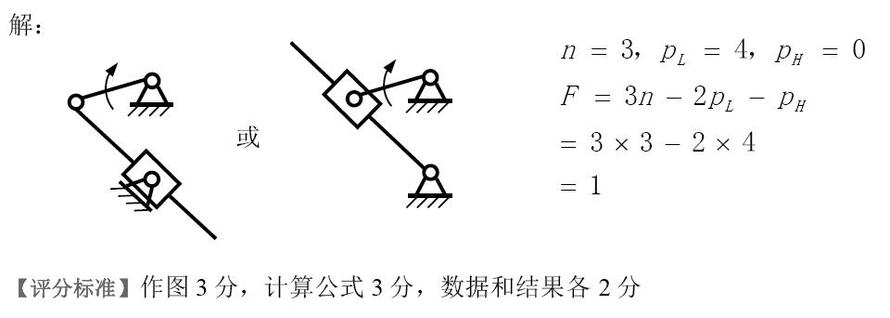 解:
或
n = 3, p_L = 4, p_H = 0
F = 3n − 2p_L − p_H
= 3 × 3 − 2 × 4
= 1
【评分标准】作图 3 分，计算公式 3 分，数据和结果各 2 分